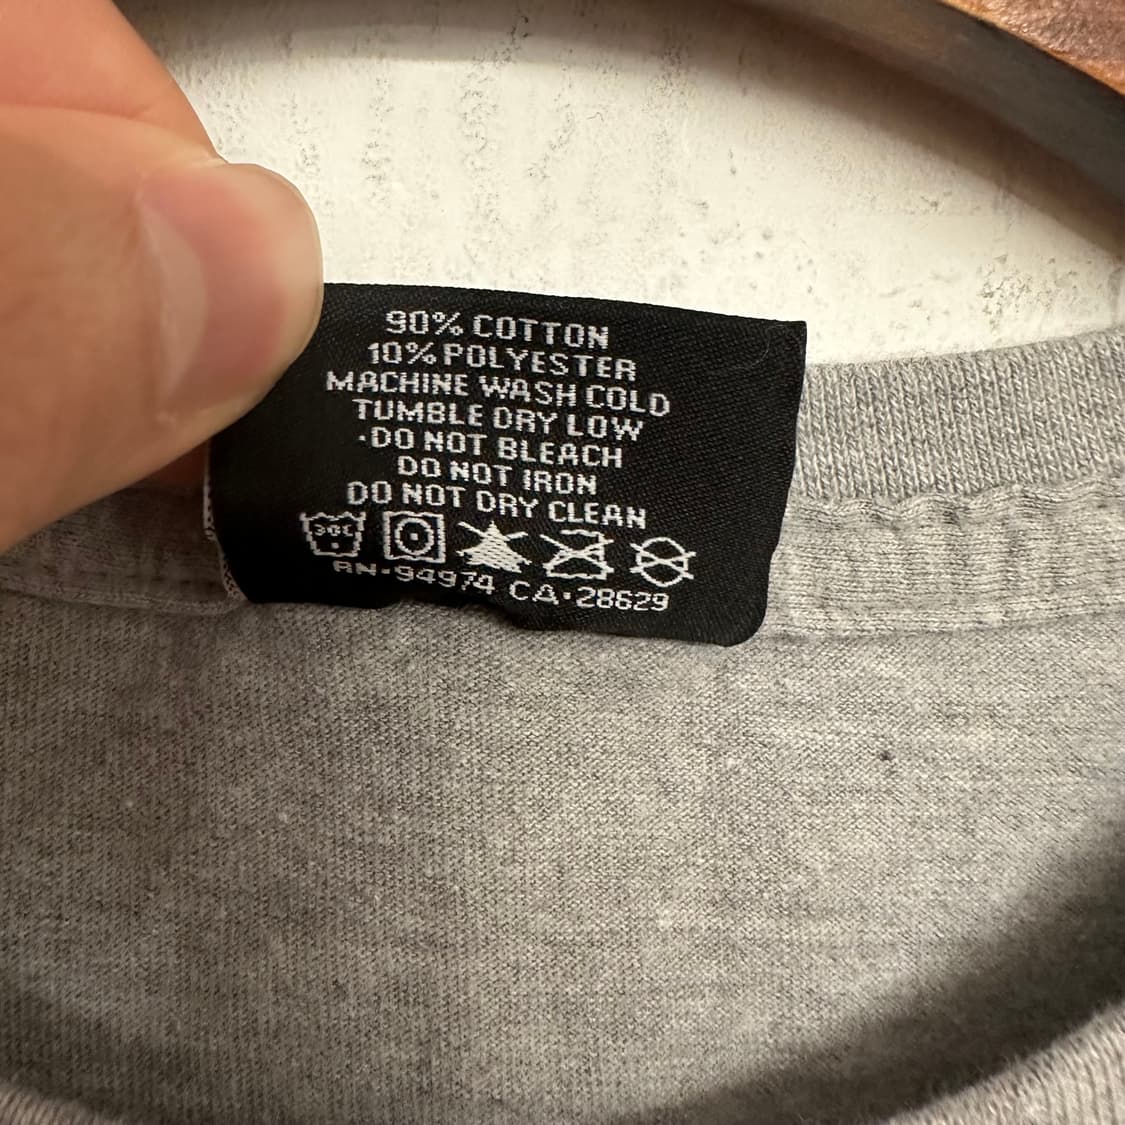 90% COTTON
10% POLYESTER
MACHINE WASH COLD
TUMBLE DRY LOW
·DO NOT BLEACH
DO NOT IRON
DO NOT DRY CLEAN
30C
RN·94974 CA·28629